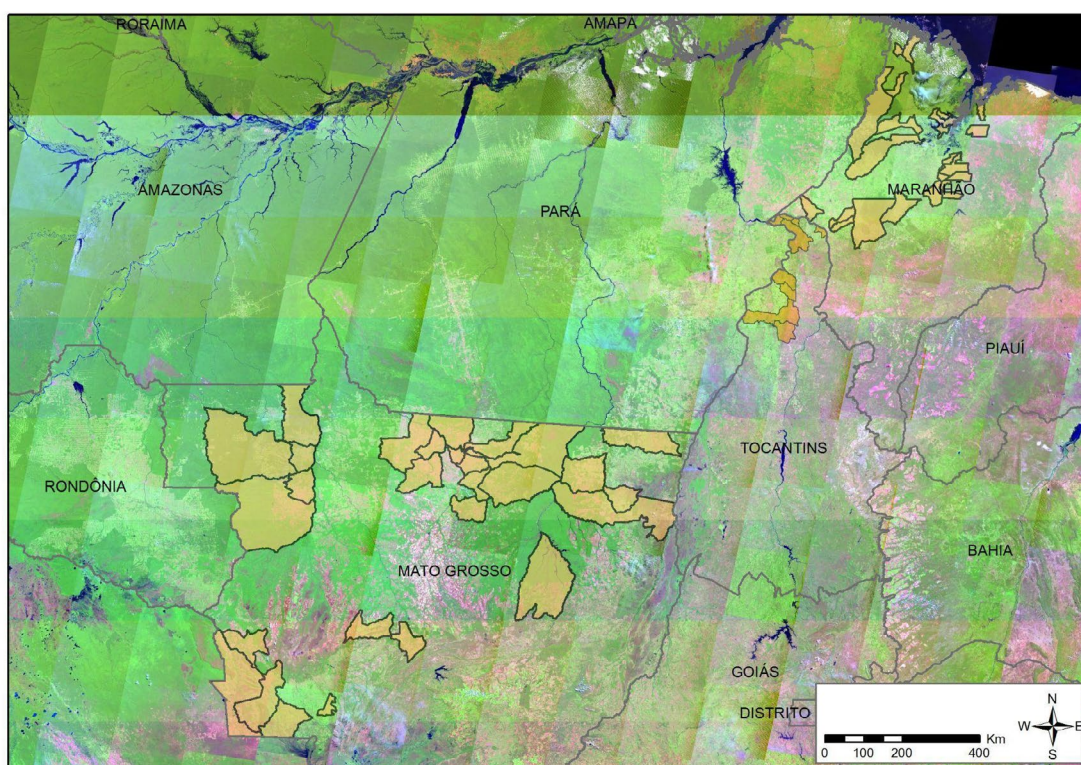 RORAIMA
AMAPÁ
AMAZONAS
PARÁ
MARANHÃO
PIAUÍ
TOCANTINS
RONDÔNIA
MATO GROSSO
BAHIA
GOIÁS
DISTRITO
N
W E
S
0 100 200 400 Km